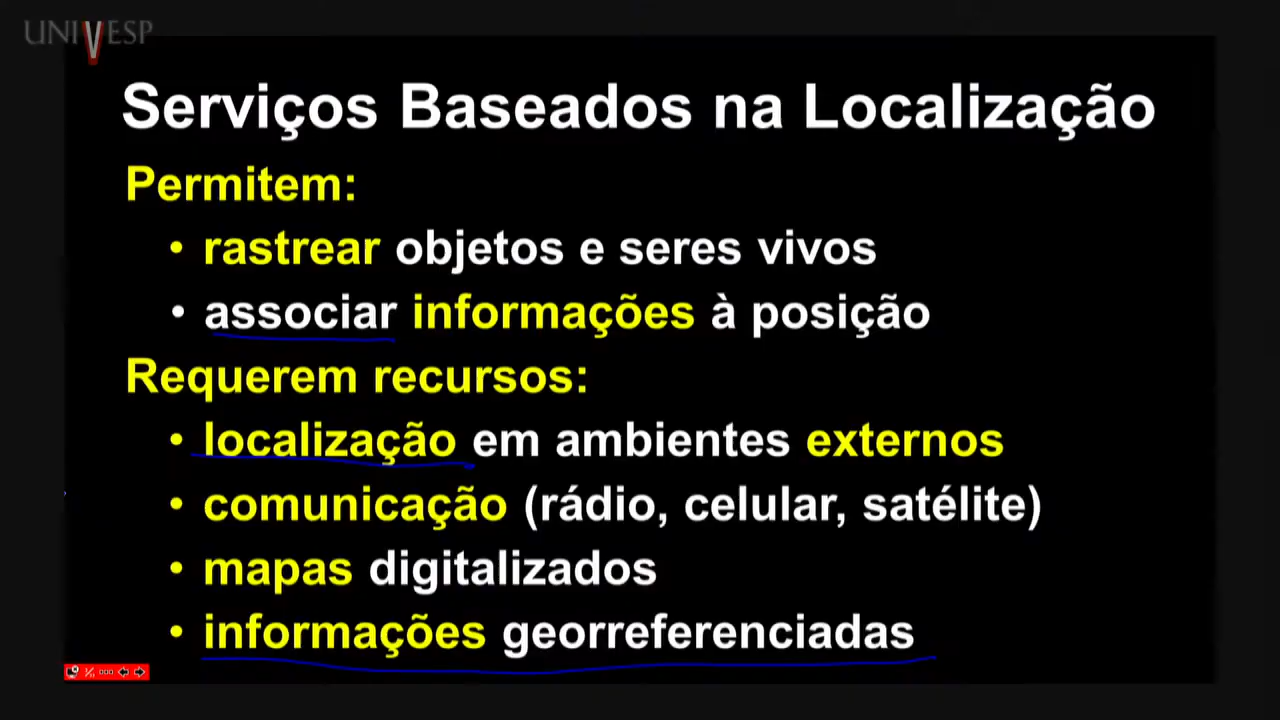 UNIVESP
Serviços Baseados na Localização
Permitem:
• rastrear objetos e seres vivos
• associar informações à posição
Requerem recursos:
• localização em ambientes externos
• comunicação (rádio, celular, satélite)
• mapas digitalizados
• informações georreferenciadas